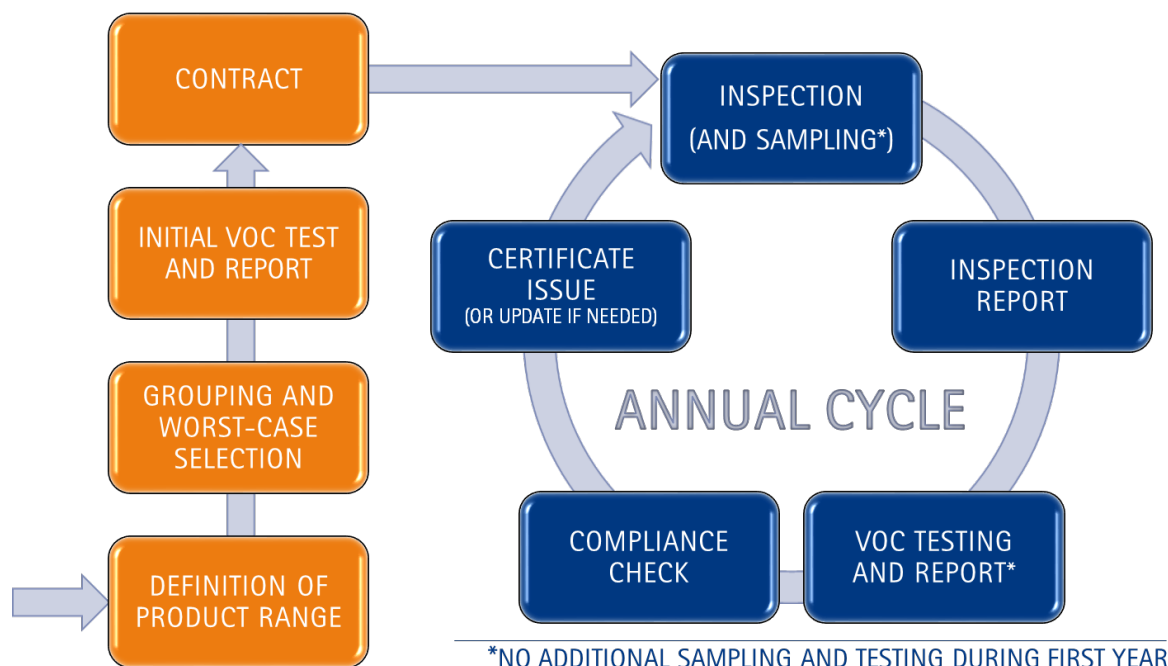 CONTRACT
INITIAL VOC TEST
AND REPORT
GROUPING AND
WORST-CASE
SELECTION
DEFINITION OF
PRODUCT RANGE
INSPECTION
(AND SAMPLING*)
INSPECTION
REPORT
VOC TESTING
AND REPORT*
COMPLIANCE
CHECK
CERTIFICATE
ISSUE
(OR UPDATE IF NEEDED)
ANNUAL CYCLE
*NO ADDITIONAL SAMPLING AND TESTING DURING FIRST YEAR